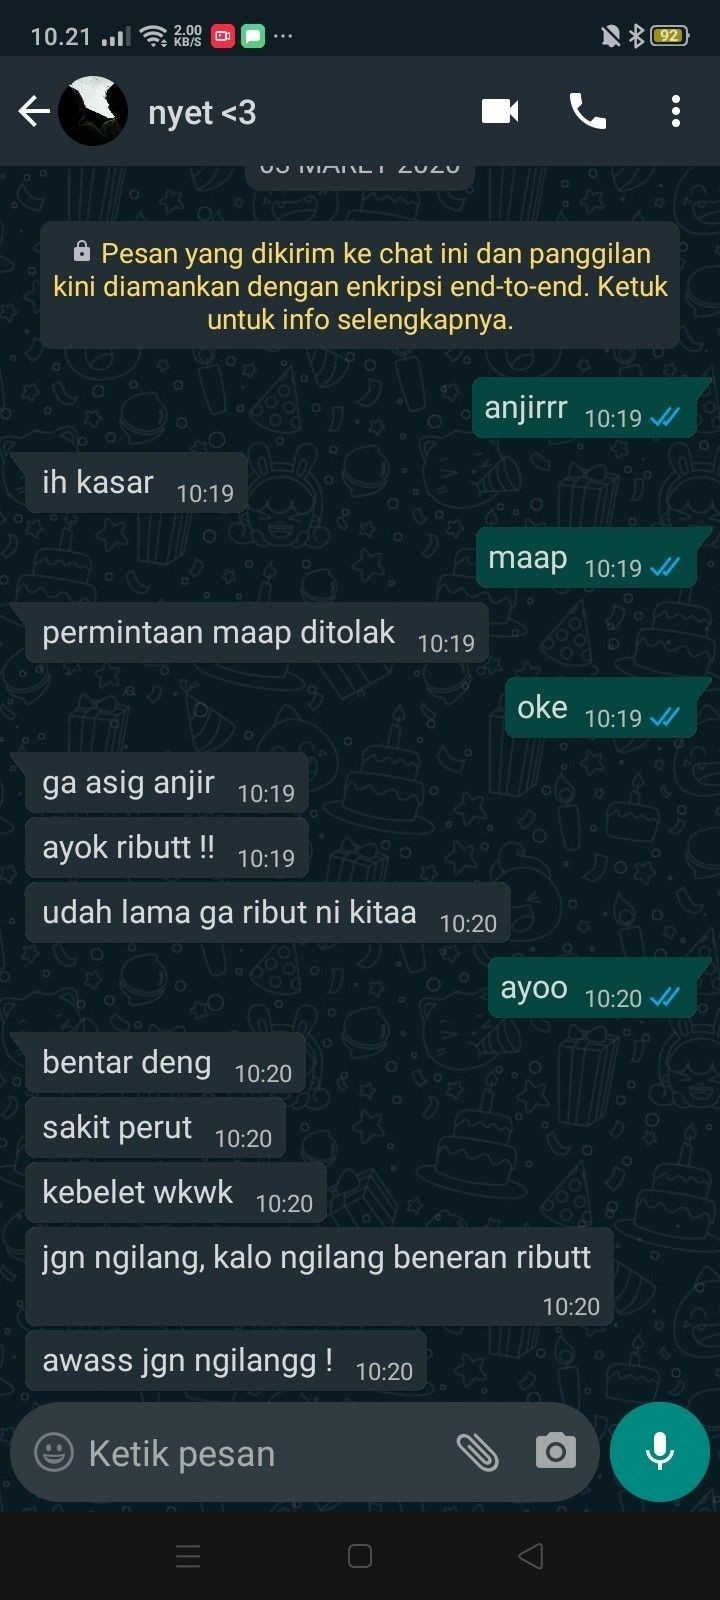 10.21 2.00 KB/S 92
nyet <3
03 MARET 2020
Pesan yang dikirim ke chat ini dan panggilan
kini diamankan dengan enkripsi end-to-end. Ketuk
untuk info selengkapnya.
anjirrr 10:19
ih kasar 10:19
maap 10:19
permintaan maap ditolak 10:19
oke 10:19
ga asig anjir 10:19
ayok ributt !! 10:19
udah lama ga ribut ni kitaa 10:20
ayoo 10:20
bentar deng 10:20
sakit perut 10:20
kebelet wkwk 10:20
jgn ngilang, kalo ngilang beneran ributt
10:20
awass jgn ngilangg ! 10:20
Ketik pesan